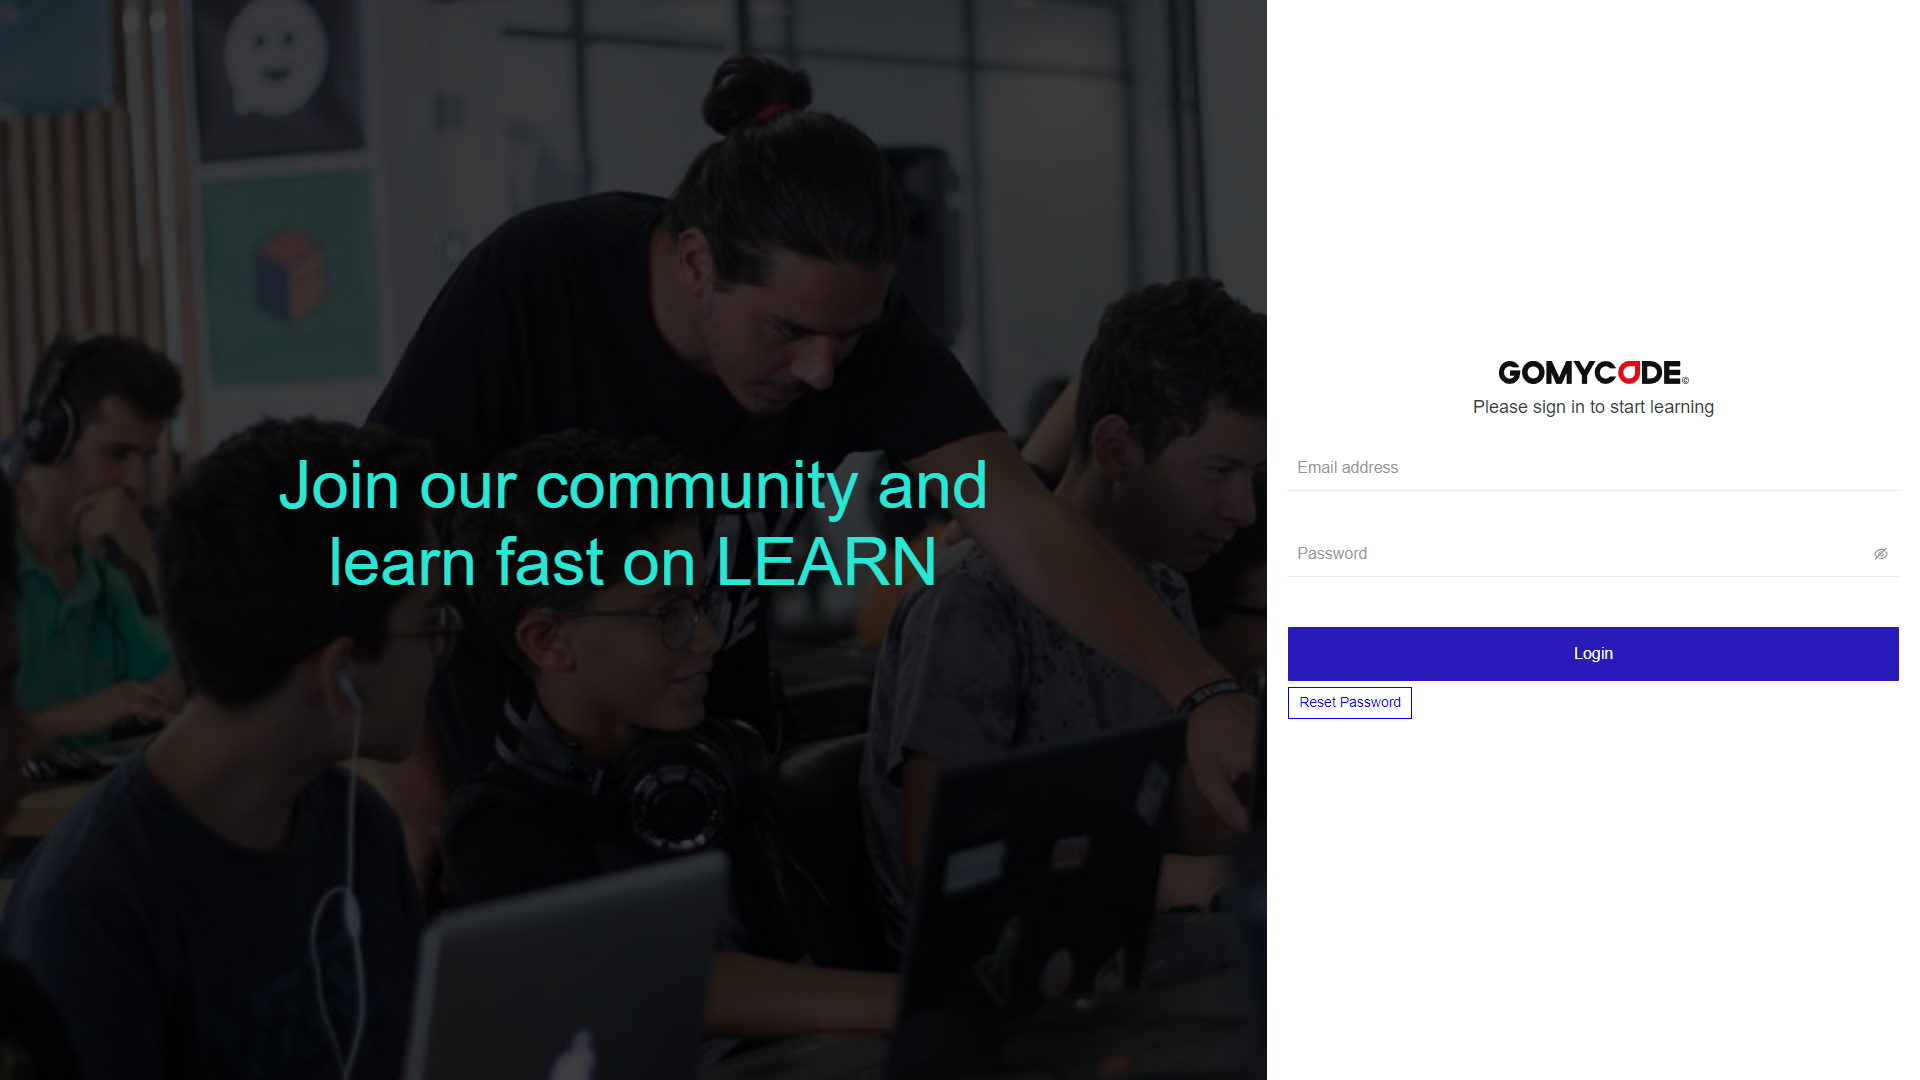 Join our community and
learn fast on LEARN
GOMYCODE©
Please sign in to start learning
Email address
Password
Login
Reset Password